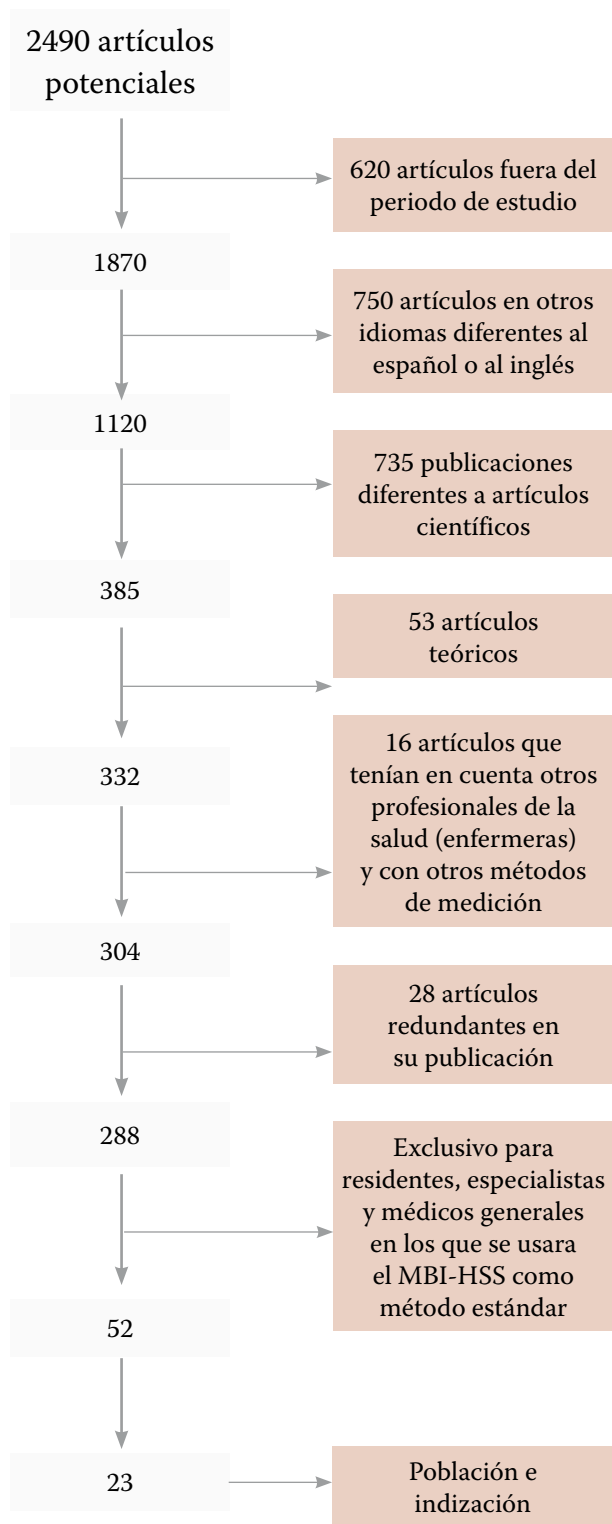 2490 artículos
potenciales
620 artículos fuera del
periodo de estudio
1870
750 artículos en otros
idiomas diferentes al
español o al inglés
1120
735 publicaciones
diferentes a artículos
científicos
385
53 artículos
teóricos
332
16 artículos que
tenían en cuenta otros
profesionales de la
salud (enfermeras)
y con otros métodos
de medición
304
28 artículos
redundantes en
su publicación
288
Exclusivo para
residentes, especialistas
y médicos generales
en los que se usara
el MBI-HSS como
método estándar
52
23
Población e
indización